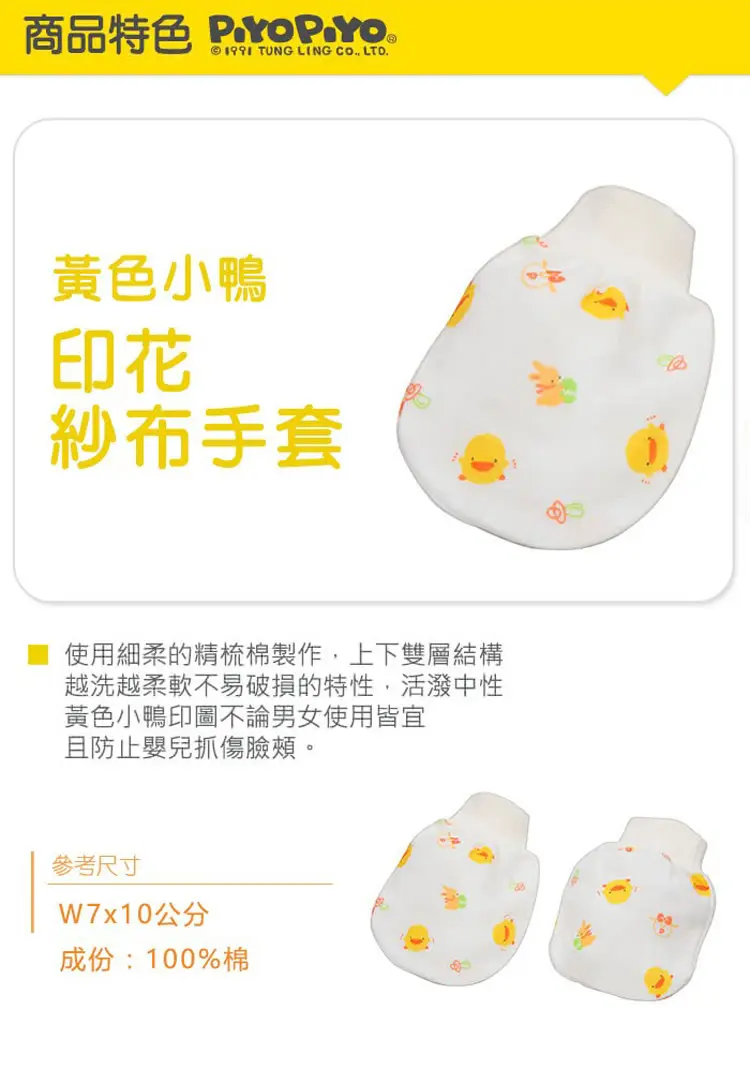 商品特色 PiYOPiYO®
© 1991 TUNG LING CO., LTD.
黃色小鴨
印花
紗布手套
使用細柔的精梳棉製作，上下雙層結構
越洗越柔軟不易破損的特性，活潑中性
黃色小鴨印圖不論男女使用皆宜
且防止嬰兒抓傷臉頰。
參考尺寸
W7x10公分
成份：100%棉